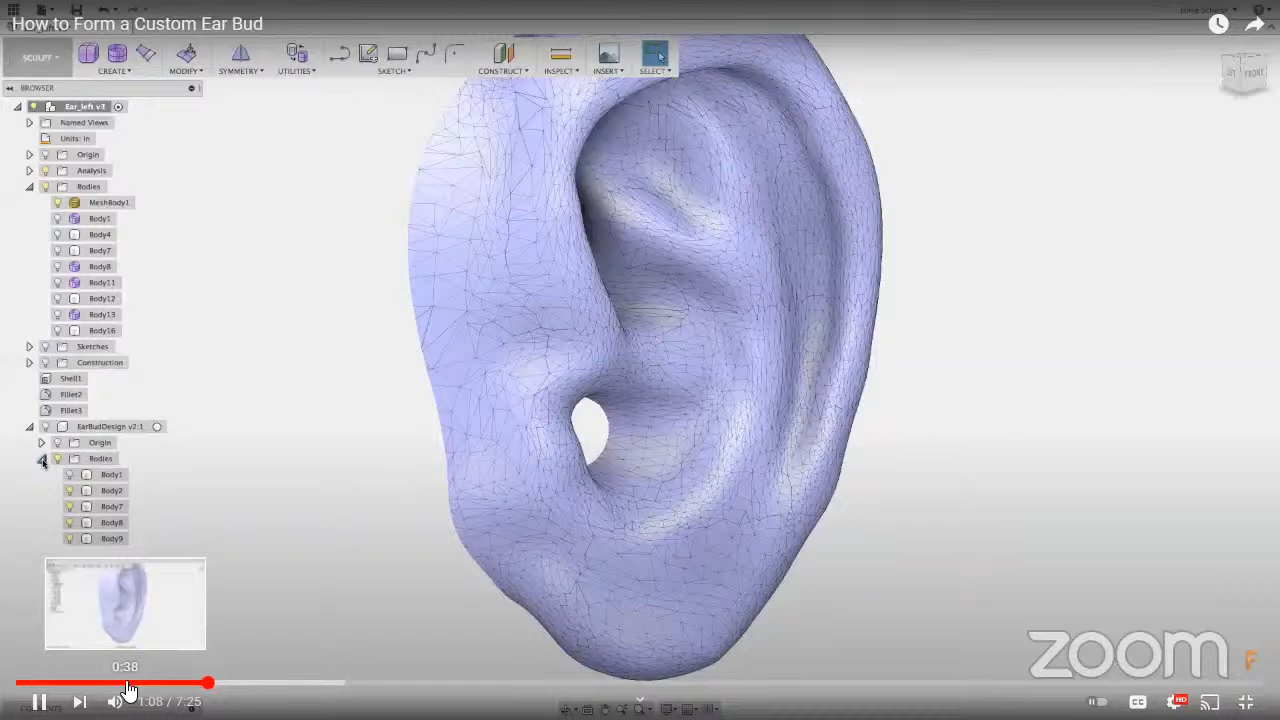 How to Form a Custom Ear Bud
SCULPT
CREATE
MODIFY
SYMMETRY
UTILITIES
SKETCH
CONSTRUCT
INSPECT
INSERT
SELECT
FRONT
BROWSER
Ear_left v3
Named Views
Units: in
Origin
Analysis
Bodies
MeshBody1
Body1
Body4
Body7
Body8
Body11
Body12
Body13
Body16
Sketches
Construction
Shell1
Fillet2
Fillet3
EarBudDesign v2:1
Origin
Bodies
Body1
Body2
Body7
Body8
Body9
0:38
zoom
F
1:08 / 7:25
CC
HD